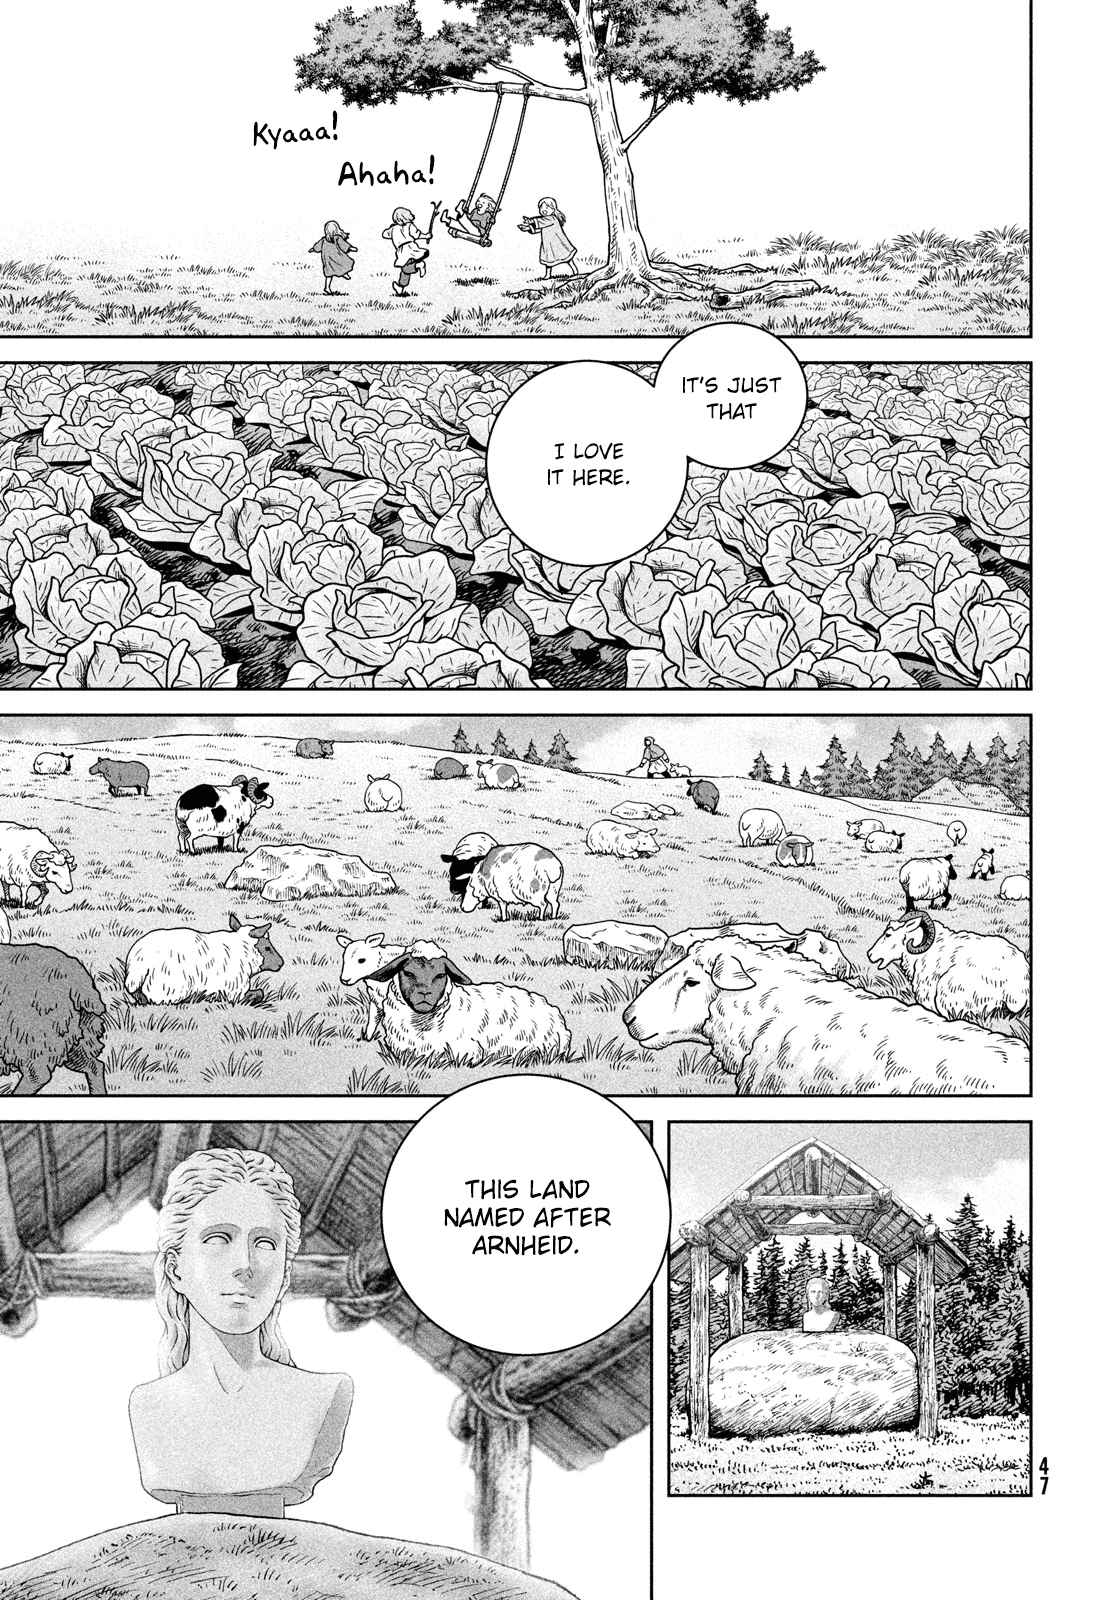 Kyaaa!
Ahaha!
IT'S JUST
THAT
I LOVE
IT HERE.
THIS LAND
NAMED AFTER
ARNHEID.
47